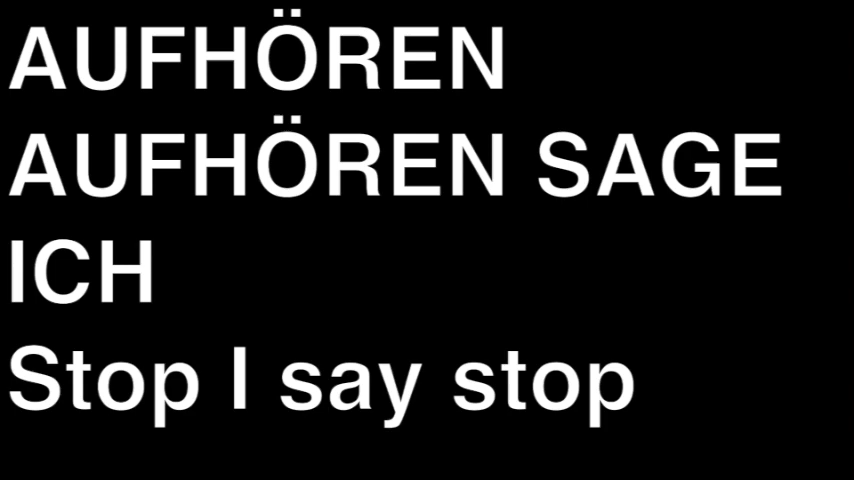 AUFHÖREN
AUFHÖREN SAGE
ICH
Stop I say stop